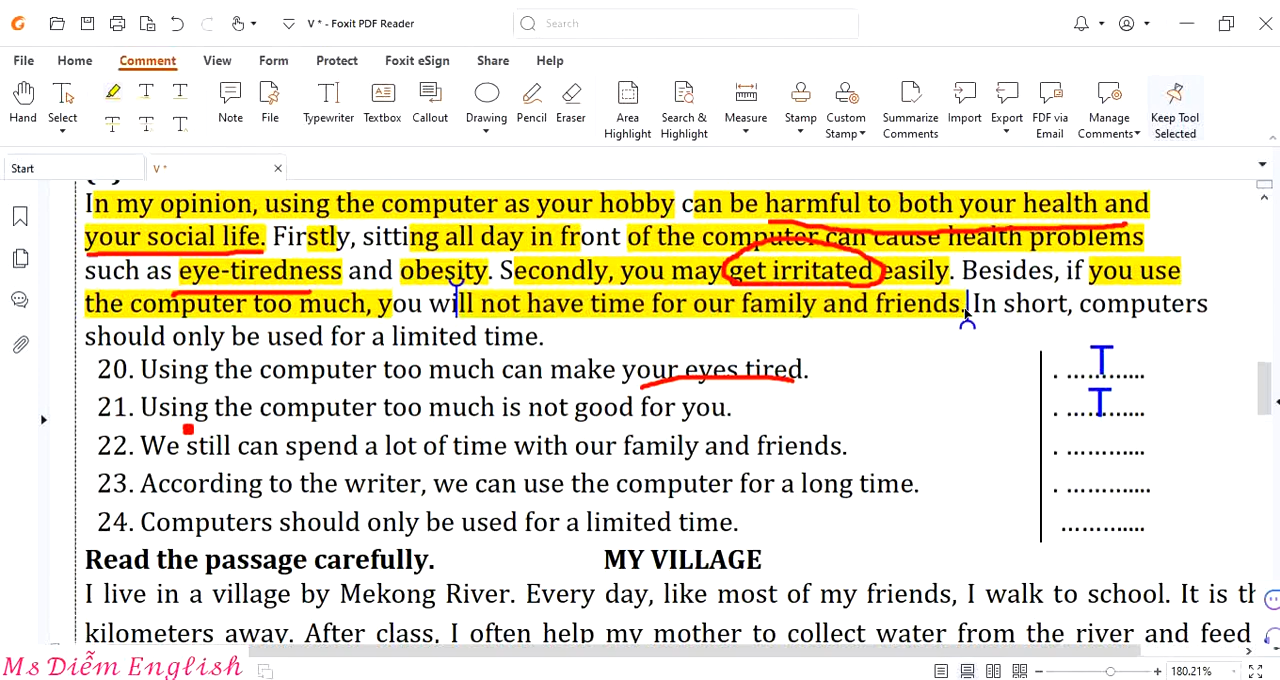 V * - Foxit PDF Reader
Search
File Home Comment View Form Protect Foxit eSign Share Help
Hand Select Note File Typewriter Textbox Callout Drawing Pencil Eraser Area Highlight Search & Highlight Measure Stamp Custom Stamp Summarize Comments Import Export FDF via Email Manage Comments Keep Tool Selected
Start V *
In my opinion, using the computer as your hobby can be harmful to both your health and
your social life. Firstly, sitting all day in front of the computer can cause health problems
such as eye-tiredness and obesity. Secondly, you may get irritated easily. Besides, if you use
the computer too much, you will not have time for our family and friends. In short, computers
should only be used for a limited time.
20. Using the computer too much can make your eyes tired. . ............... T
21. Using the computer too much is not good for you. . ............... T
22. We still can spend a lot of time with our family and friends. . ...............
23. According to the writer, we can use the computer for a long time. . ...............
24. Computers should only be used for a limited time. ...............
Read the passage carefully. MY VILLAGE
I live in a village by Mekong River. Every day, like most of my friends, I walk to school. It is
kilometers away. After class, I often help my mother to collect water from the river and feed
Ms Diễm English
180.21%